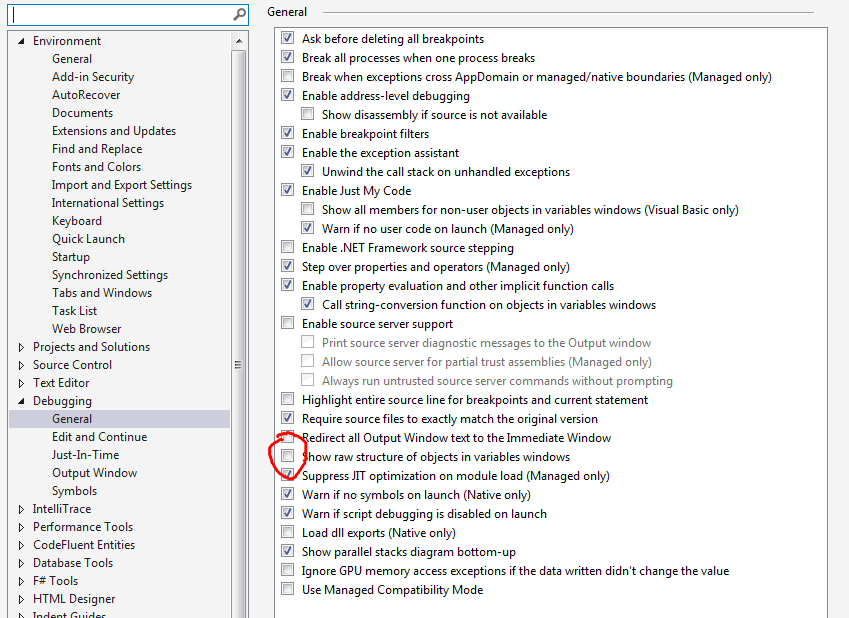 General
Environment
General
Add-in Security
AutoRecover
Documents
Extensions and Updates
Find and Replace
Fonts and Colors
Import and Export Settings
International Settings
Keyboard
Quick Launch
Startup
Synchronized Settings
Tabs and Windows
Task List
Web Browser
Projects and Solutions
Source Control
Text Editor
Debugging
General
Edit and Continue
Just-In-Time
Output Window
Symbols
IntelliTrace
Performance Tools
CodeFluent Entities
Database Tools
F# Tools
HTML Designer
Indent Guides
Ask before deleting all breakpoints
Break all processes when one process breaks
Break when exceptions cross AppDomain or managed/native boundaries (Managed only)
Enable address-level debugging
Show disassembly if source is not available
Enable breakpoint filters
Enable the exception assistant
Unwind the call stack on unhandled exceptions
Enable Just My Code
Show all members for non-user objects in variables windows (Visual Basic only)
Warn if no user code on launch (Managed only)
Enable .NET Framework source stepping
Step over properties and operators (Managed only)
Enable property evaluation and other implicit function calls
Call string-conversion function on objects in variables windows
Enable source server support
Print source server diagnostic messages to the Output window
Allow source server for partial trust assemblies (Managed only)
Always run untrusted source server commands without prompting
Highlight entire source line for breakpoints and current statement
Require source files to exactly match the original version
Redirect all Output Window text to the Immediate Window
Show raw structure of objects in variables windows
Suppress JIT optimization on module load (Managed only)
Warn if no symbols on launch (Native only)
Warn if script debugging is disabled on launch
Load dll exports (Native only)
Show parallel stacks diagram bottom-up
Ignore GPU memory access exceptions if the data written didn't change the value
Use Managed Compatibility Mode